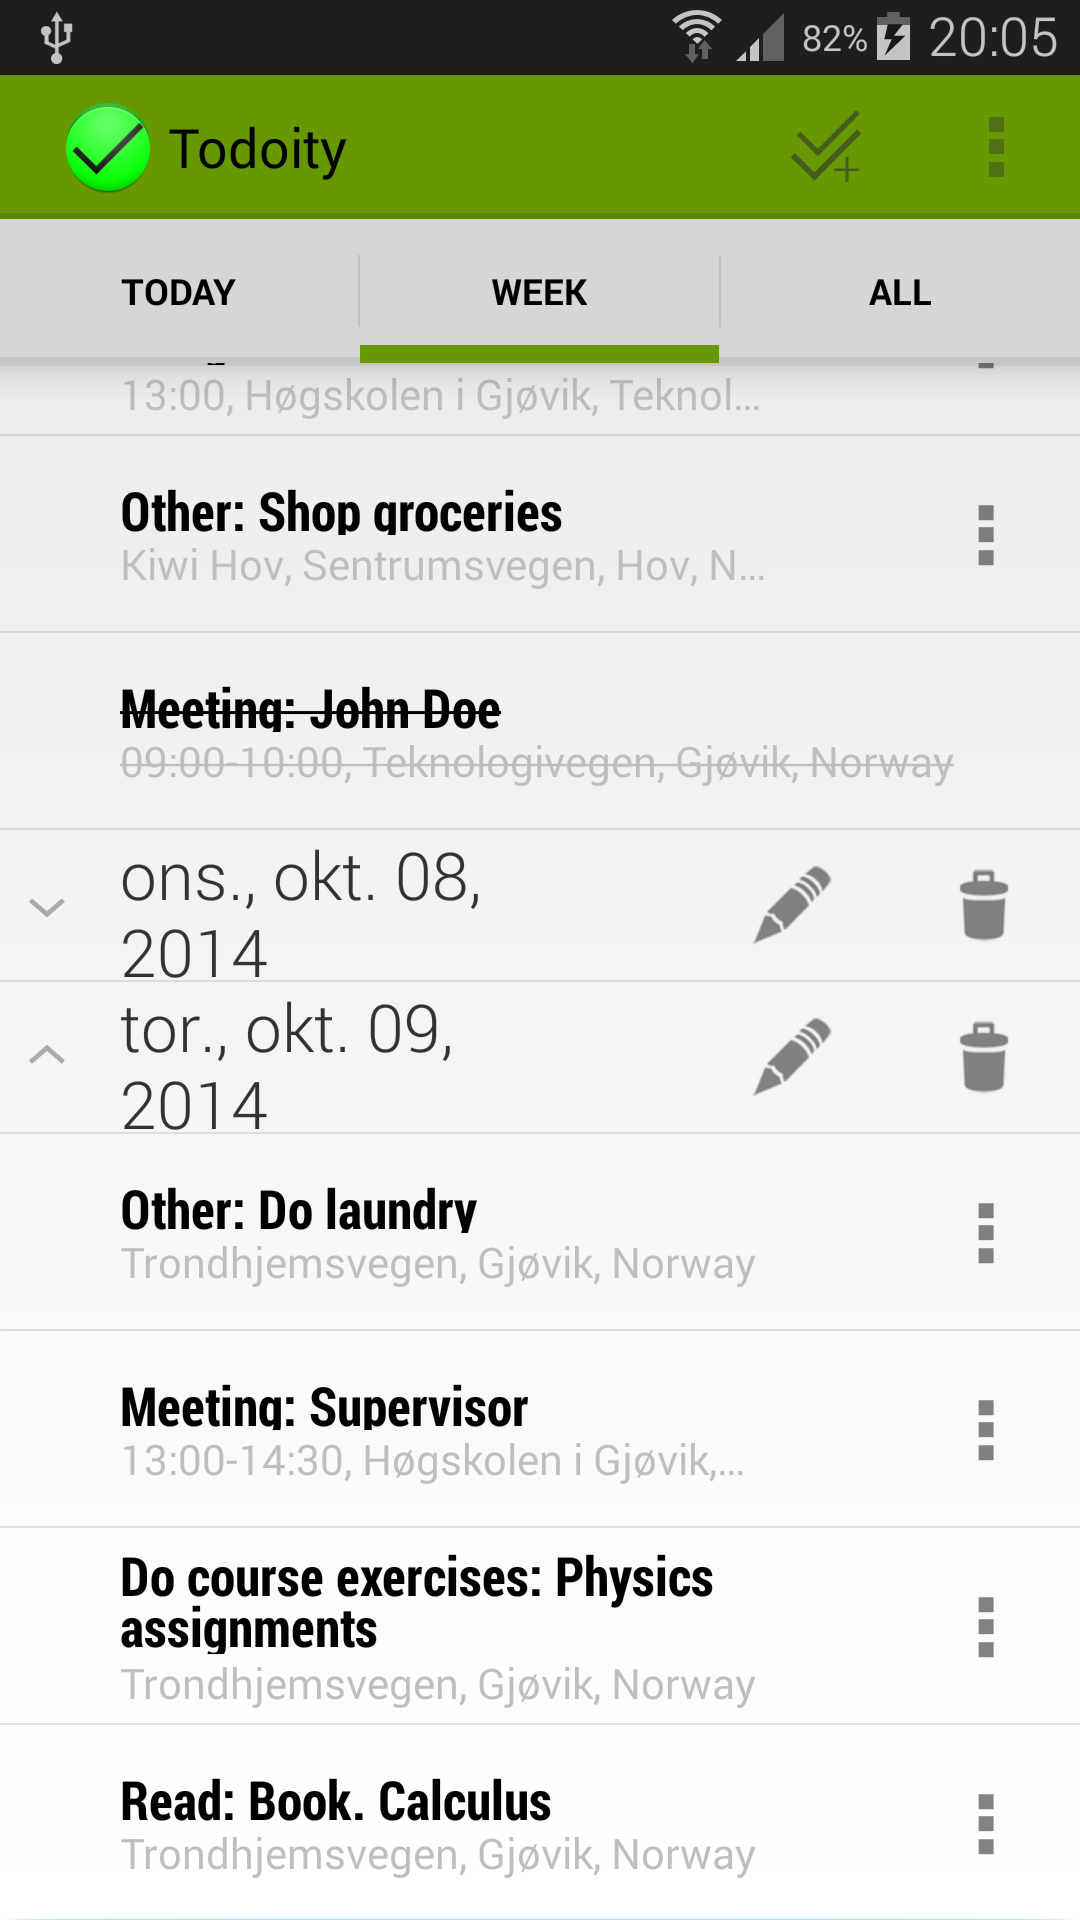 82% 20:05
Todoity
TODAY WEEK ALL
13:00, Høgskolen i Gjøvik, Teknol...
Other: Shop groceries
Kiwi Hov, Sentrumsvegen, Hov, N...
Meeting: John Doe
09:00-10:00, Teknologivegen, Gjøvik, Norway
ons., okt. 08,
2014
tor., okt. 09,
2014
Other: Do laundry
Trondhjemsvegen, Gjøvik, Norway
Meeting: Supervisor
13:00-14:30, Høgskolen i Gjøvik,...
Do course exercises: Physics
assignments
Trondhjemsvegen, Gjøvik, Norway
Read: Book. Calculus
Trondhjemsvegen, Gjøvik, Norway